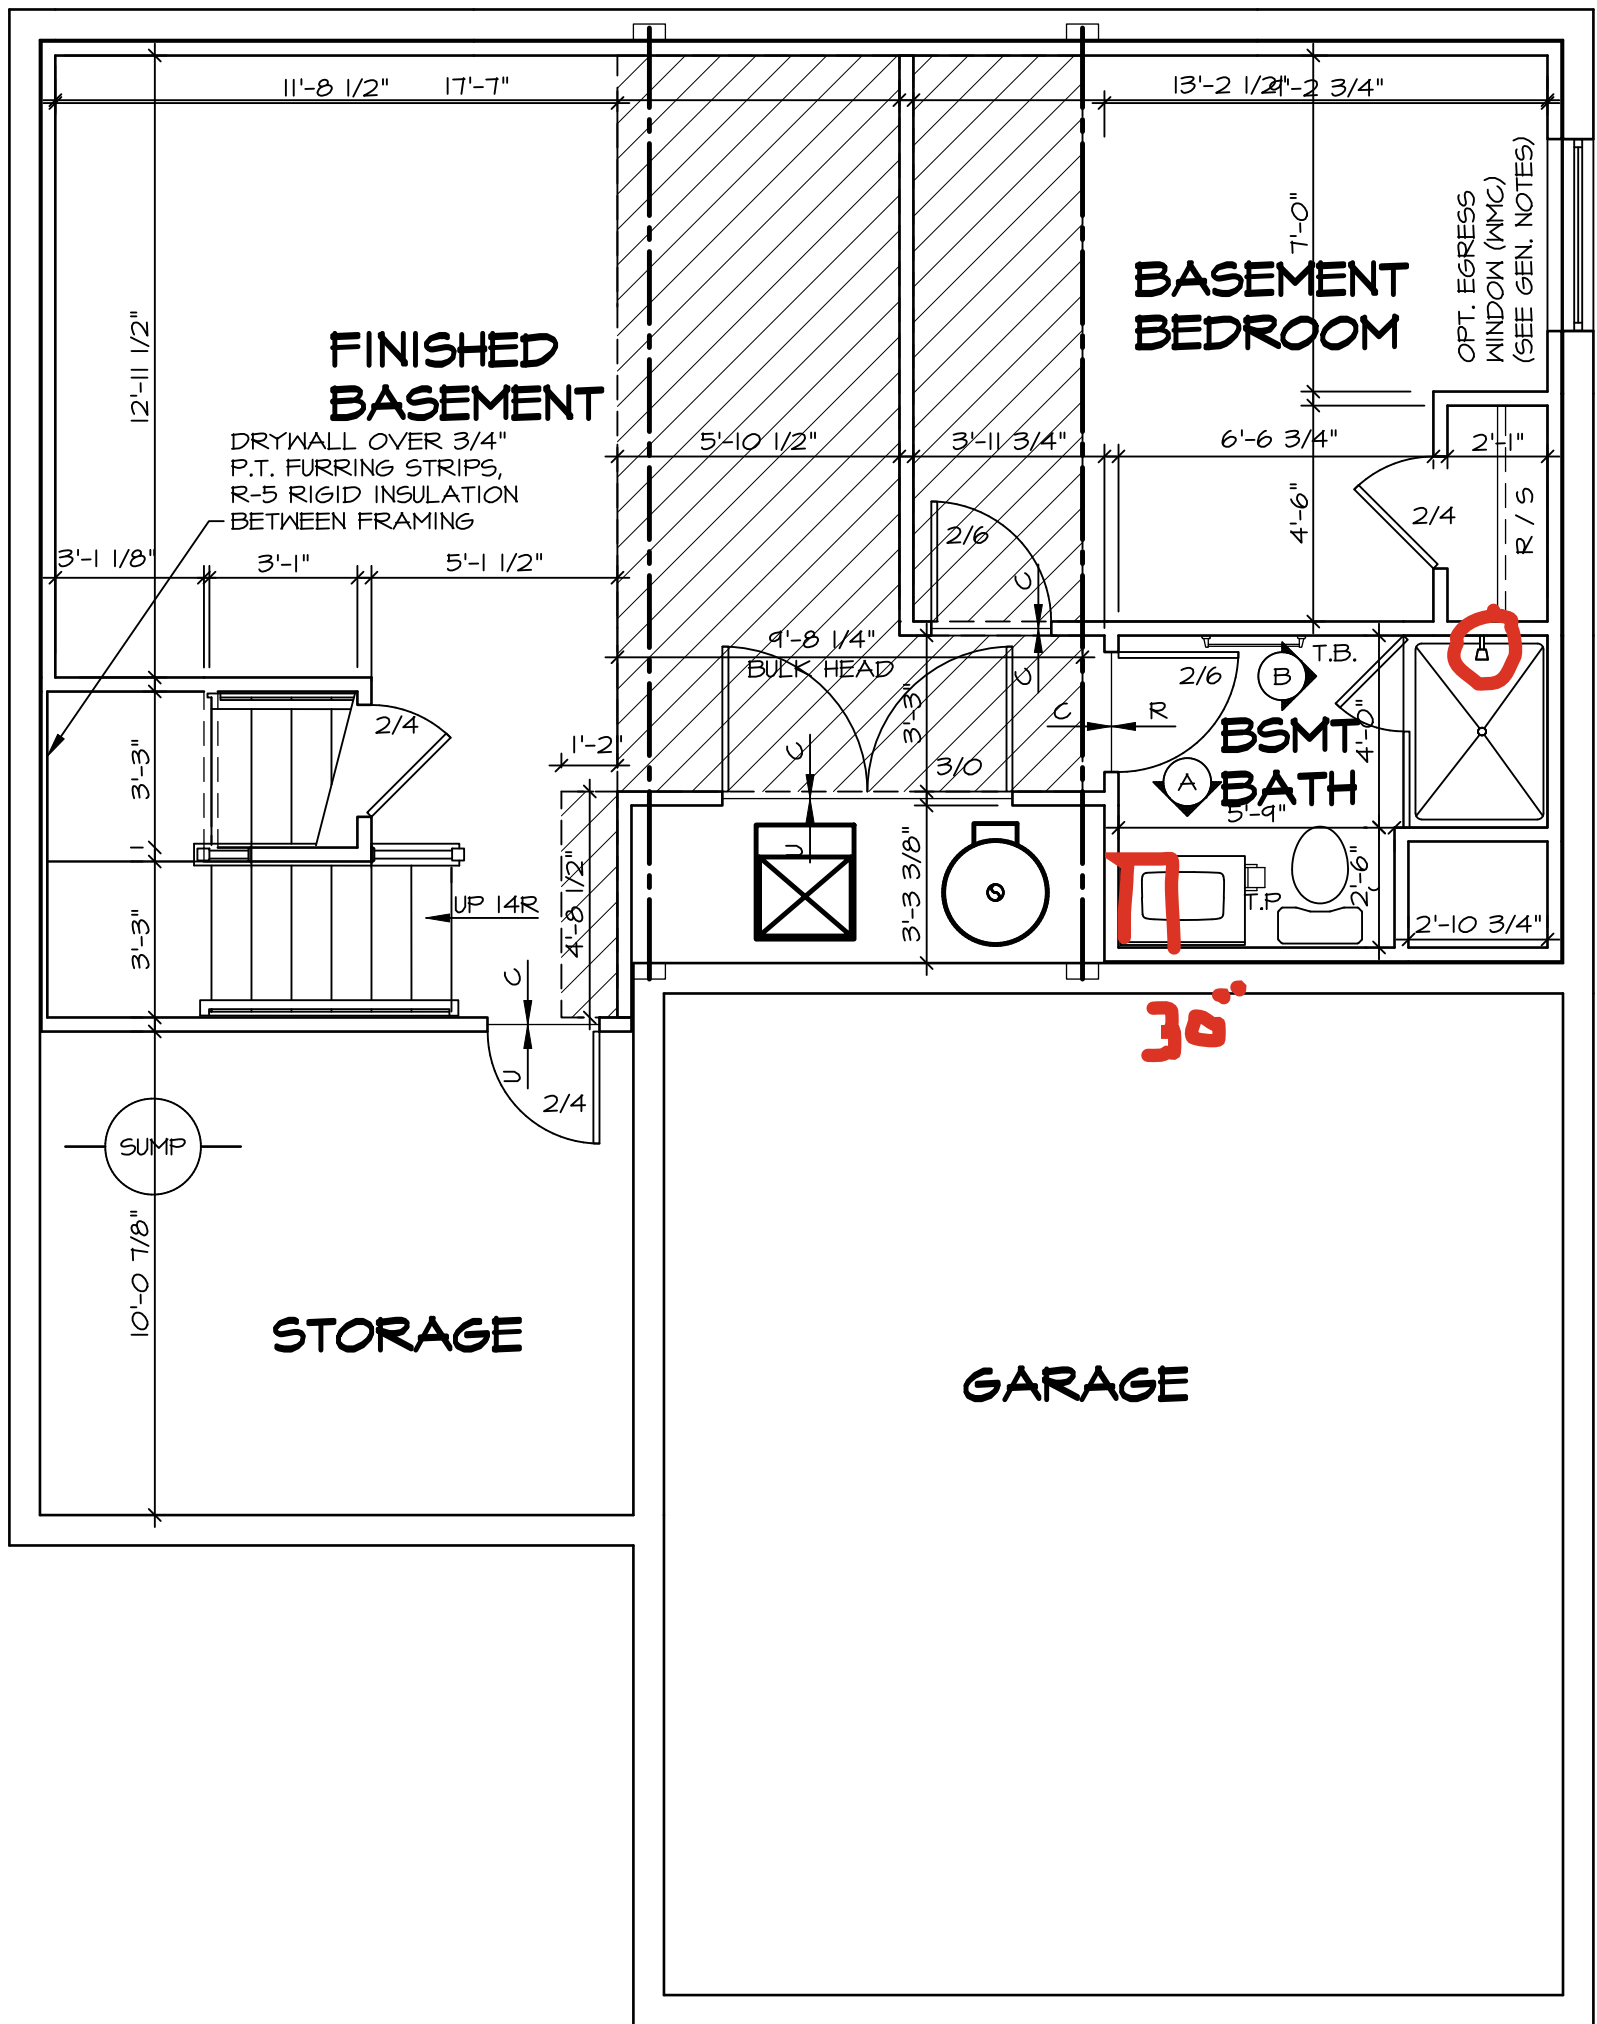 11'-8 1/2" 17'-7" 13'-2 1/2" 9'-2 3/4"
7'-0"
OPT. EGRESS
WINDOW (WMC)
(SEE GEN. NOTES)
BASEMENT
BEDROOM
12'-11 1/2"
FINISHED
BASEMENT
DRYWALL OVER 3/4"
P.T. FURRING STRIPS,
R-5 RIGID INSULATION
BETWEEN FRAMING
5'-10 1/2" 3'-11 3/4" 6'-6 3/4" 2'-1"
4'-6"
2/4
R / S
2/6
3'-1 1/8" 3'-1" 5'-1 1/2"
C
C
9'-8 1/4"
BULK HEAD
T.B.
2/6
B
C R
3'-3"
2/4
1'-2"
C
3/0
BSMT.
BATH
4'-0"
A
5'-9"
3'-3"
U
3'-3 3/8"
4'-8 1/2"
2'-6"
T.P.
UP 14R
3'-3"
2'-10 3/4"
C
30"
U
2/4
SUMP
10'-0 7/8"
STORAGE
GARAGE